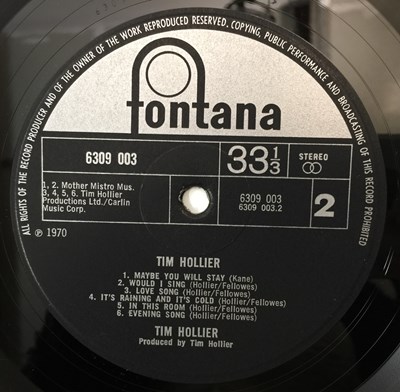 ALL RIGHTS OF THE RECORD PRODUCER AND OF THE OWNER OF THE WORK REPRODUCED RESERVED. COPYING, PUBLIC PERFORMANCE AND BROADCASTING OF THIS RECORD PROHIBITED
fontana
6309 003
33 1/3
STEREO
1, 2. Mother Mistro Mus.
3, 4, 5, 6. Tim Hollier
Productions Ltd./Carlin
Music Corp.
6309 003
6309 003.2
2
℗ 1970
TIM HOLLIER
1. MAYBE YOU WILL STAY (Kane)
2. WOULD I SING (Hollier/Fellowes)
3. LOVE SONG (Hollier/Fellowes)
4. IT'S RAINING AND IT'S COLD (Hollier/Fellowes)
5. IN THIS ROOM (Hollier/Fellowes)
6. EVENING SONG (Hollier/Fellowes)
TIM HOLLIER
Produced by Tim Hollier